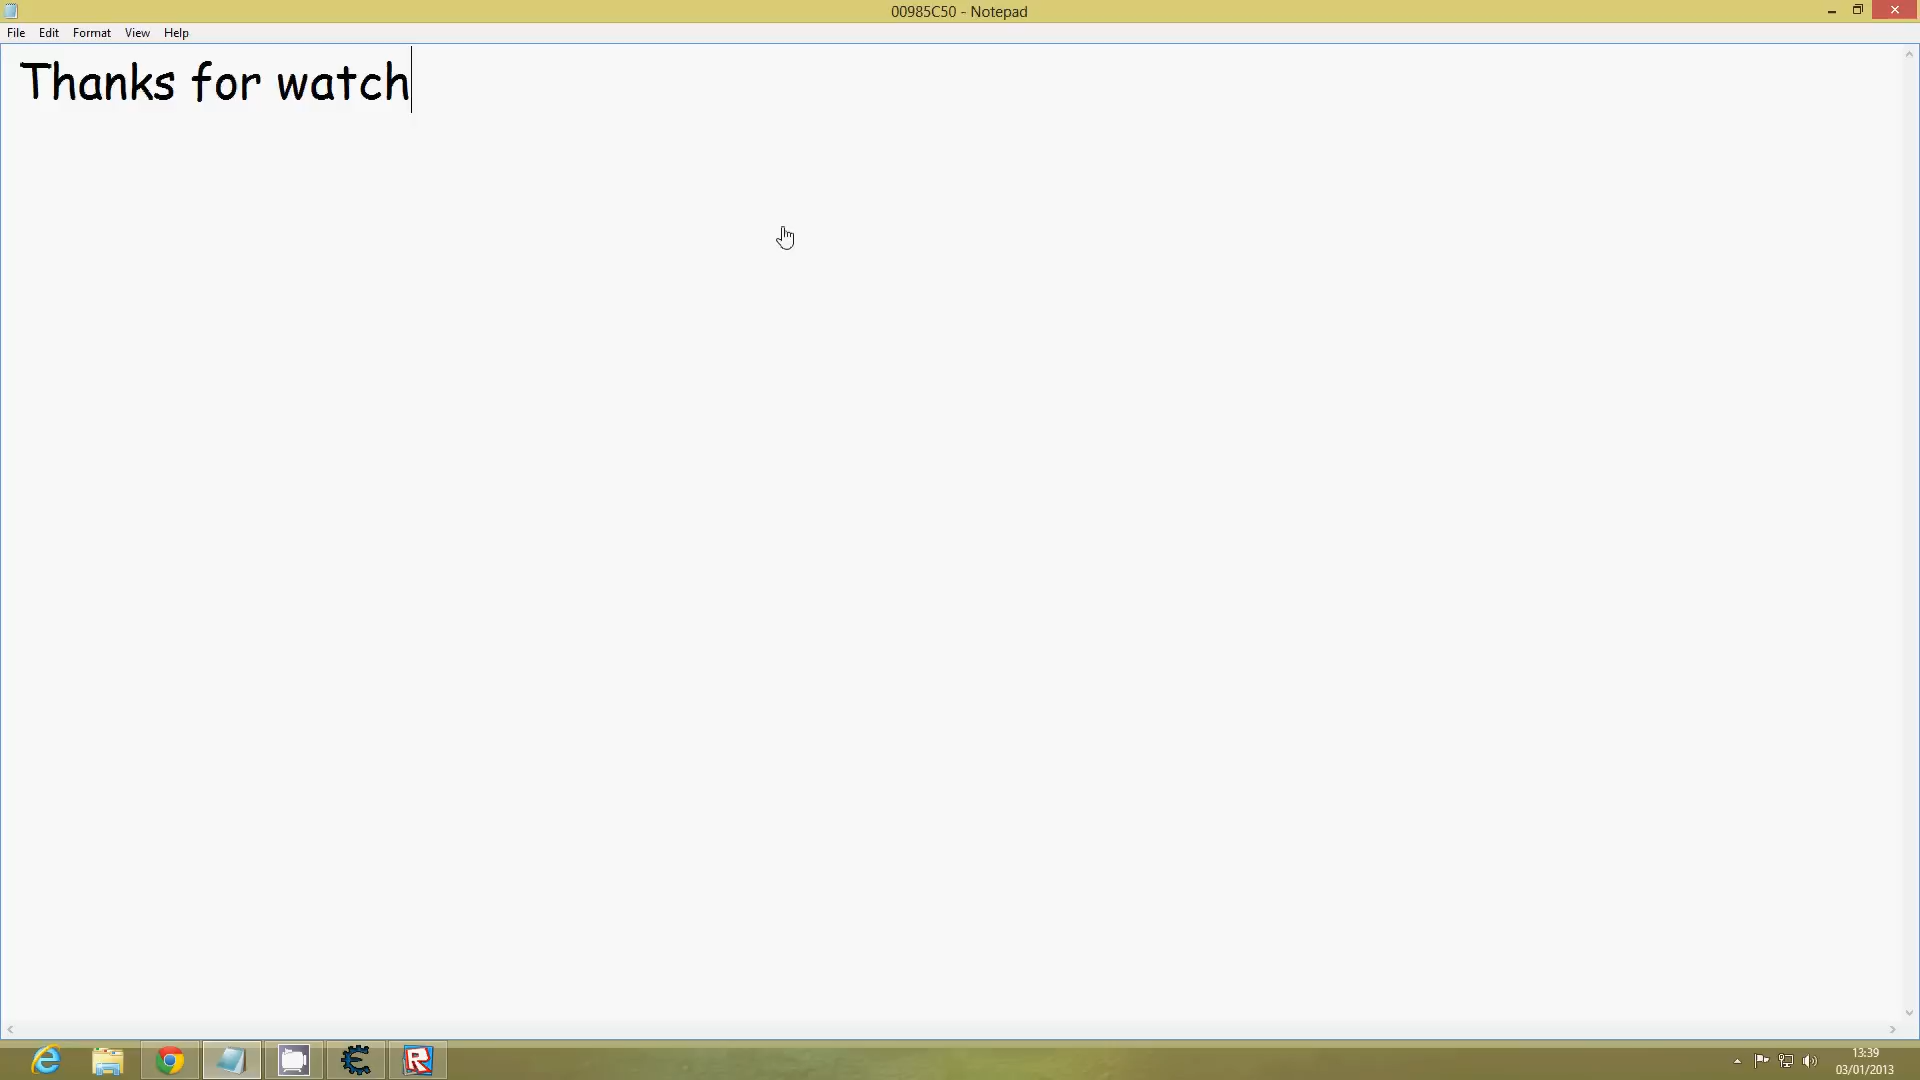 00985C50 - Notepad
File Edit Format View Help
Thanks for watch
13:39
03/01/2013